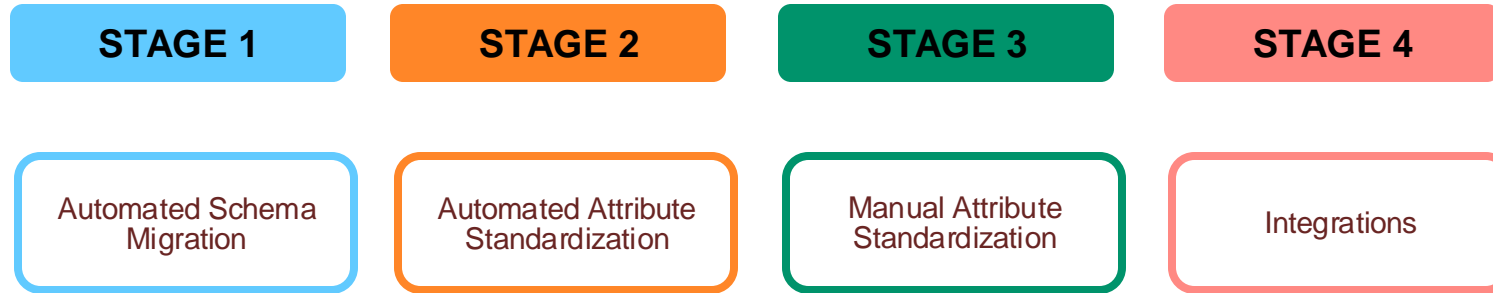 STAGE 1
STAGE 2
STAGE 3
STAGE 4
Automated Schema
Migration
Automated Attribute
Standardization
Manual Attribute
Standardization
Integrations